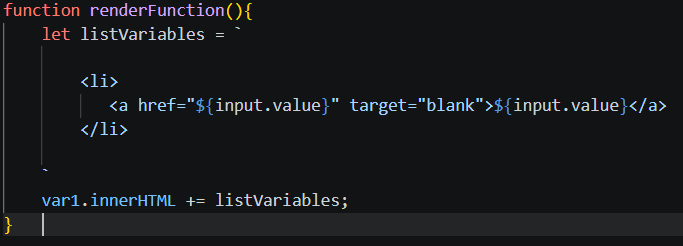 function renderFunction(){
let listVariables = `
<li>
<a href="${input.value}" target="blank">${input.value}</a>
</li>
`
var1.innerHTML += listVariables;
}